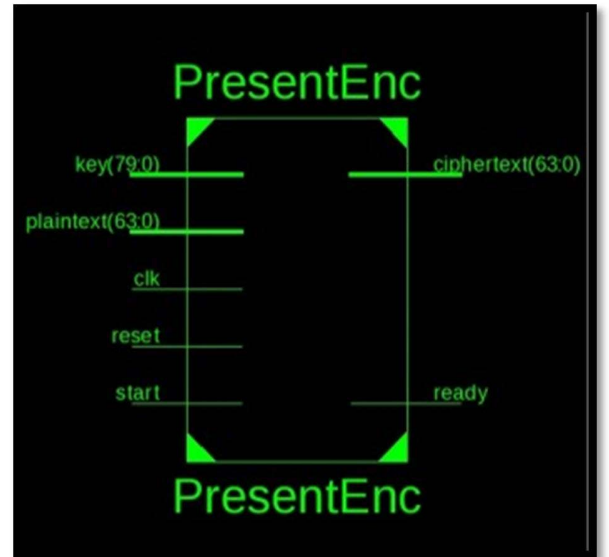 PresentEnc
key(79:0)
ciphertext(63:0)
plaintext(63:0)
clk
reset
start
ready
PresentEnc